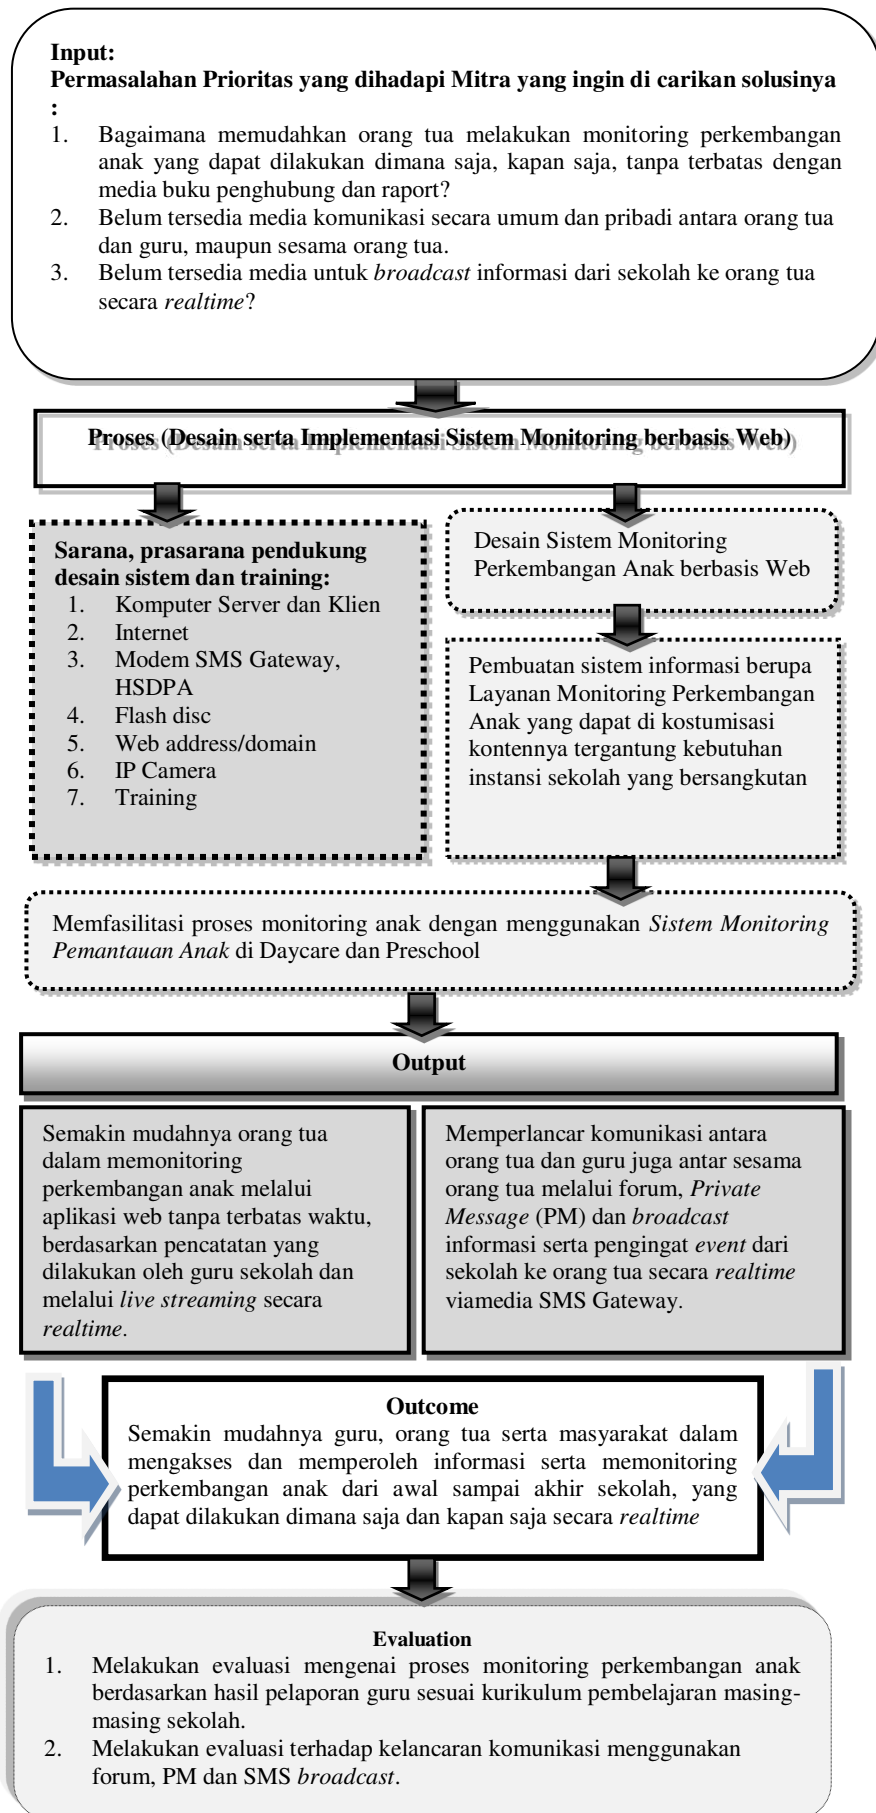 Input:
Permasalahan Prioritas yang dihadapi Mitra yang ingin di carikan solusinya
:
1. Bagaimana memudahkan orang tua melakukan monitoring perkembangan
anak yang dapat dilakukan dimana saja, kapan saja, tanpa terbatas dengan
media buku penghubung dan raport?
2. Belum tersedia media komunikasi secara umum dan pribadi antara orang tua
dan guru, maupun sesama orang tua.
3. Belum tersedia media untuk broadcast informasi dari sekolah ke orang tua
secara realtime?
Proses (Desain serta Implementasi Sistem Monitoring berbasis Web)
Sarana, prasarana pendukung
desain sistem dan training:
1. Komputer Server dan Klien
2. Internet
3. Modem SMS Gateway,
HSDPA
4. Flash disc
5. Web address/domain
6. IP Camera
7. Training
Desain Sistem Monitoring
Perkembangan Anak berbasis Web
Pembuatan sistem informasi berupa
Layanan Monitoring Perkembangan
Anak yang dapat di kostumisasi
kontennya tergantung kebutuhan
instansi sekolah yang bersangkutan
Memfasilitasi proses monitoring anak dengan menggunakan Sistem Monitoring
Pemantauan Anak di Daycare dan Preschool
Output
Semakin mudahnya orang tua
dalam memonitoring
perkembangan anak melalui
aplikasi web tanpa terbatas waktu,
berdasarkan pencatatan yang
dilakukan oleh guru sekolah dan
melalui live streaming secara
realtime.
Memperlancar komunikasi antara
orang tua dan guru juga antar sesama
orang tua melalui forum, Private
Message (PM) dan broadcast
informasi serta pengingat event dari
sekolah ke orang tua secara realtime
viamedia SMS Gateway.
Outcome
Semakin mudahnya guru, orang tua serta masyarakat dalam
mengakses dan memperoleh informasi serta memonitoring
perkembangan anak dari awal sampai akhir sekolah, yang
dapat dilakukan dimana saja dan kapan saja secara realtime
Evaluation
1. Melakukan evaluasi mengenai proses monitoring perkembangan anak
berdasarkan hasil pelaporan guru sesuai kurikulum pembelajaran masing-
masing sekolah.
2. Melakukan evaluasi terhadap kelancaran komunikasi menggunakan
forum, PM dan SMS broadcast.